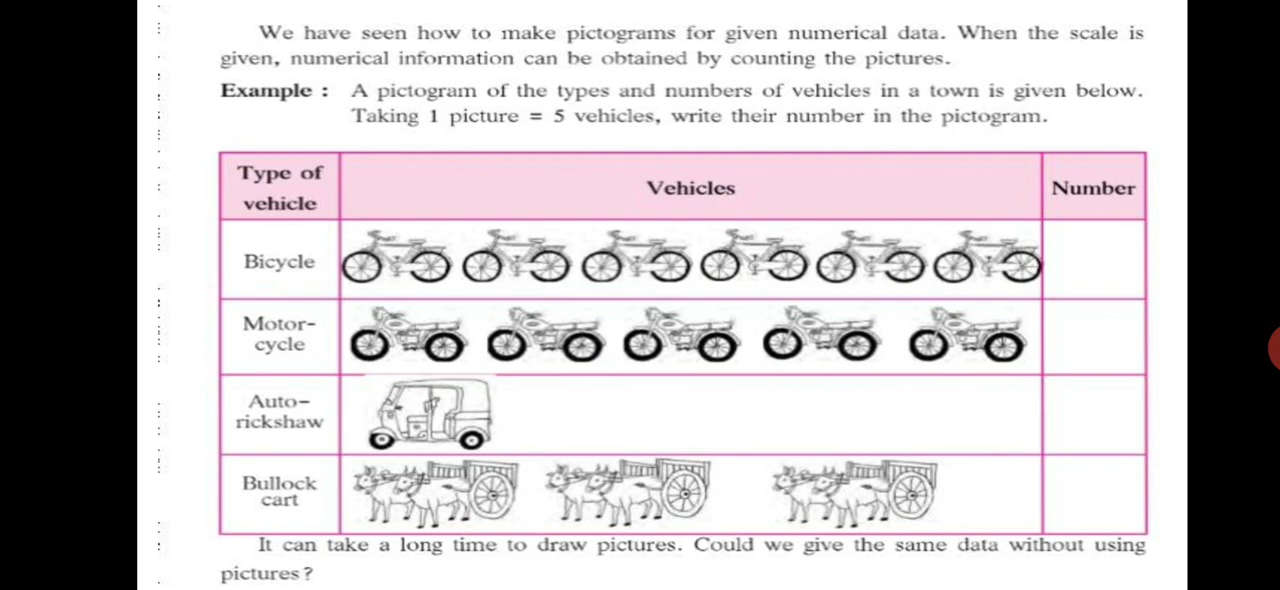 We have seen how to make pictograms for given numerical data. When the scale is
given, numerical information can be obtained by counting the pictures.
Example : A pictogram of the types and numbers of vehicles in a town is given below.
Taking 1 picture = 5 vehicles, write their number in the pictogram.
Type of
vehicle
Vehicles
Number
Bicycle
Motor-
cycle
Auto-
rickshaw
Bullock
cart
It can take a long time to draw pictures. Could we give the same data without using
pictures?